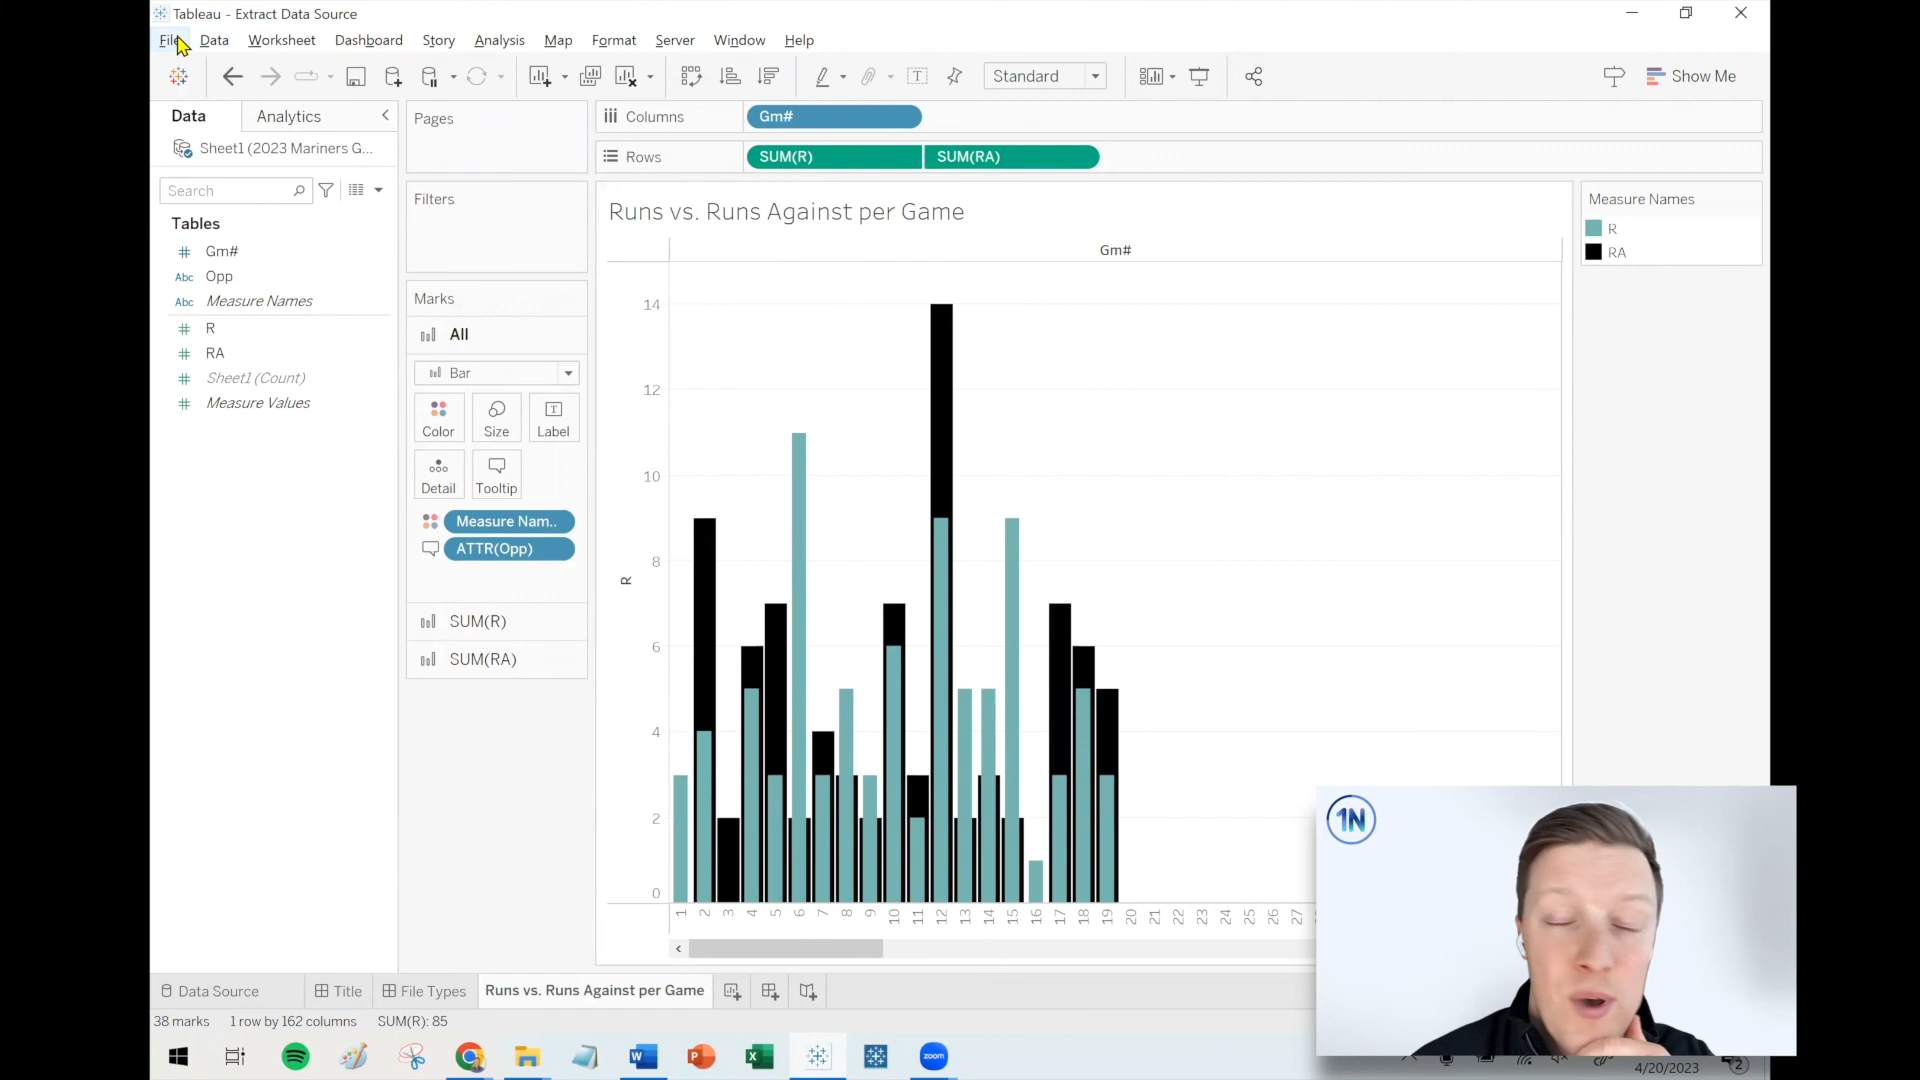 Tableau - Extract Data Source
File Data Worksheet Dashboard Story Analysis Map Format Server Window Help
Standard
Show Me
Data Analytics
Sheet1 (2023 Mariners G...
Search
Tables
Gm#
Abc Opp
Abc Measure Names
R
RA
Sheet1 (Count)
Measure Values
Pages
Filters
Marks
All
Bar
Color Size Label
Detail Tooltip
Measure Nam..
ATTR(Opp)
SUM(R)
SUM(RA)
Columns Gm#
Rows SUM(R) SUM(RA)
Runs vs. Runs Against per Game
Gm#
14
12
10
8
6
4
2
0
R
1 2 3 4 5 6 7 8 9 10 11 12 13 14 15 16 17 18 19 20 21 22 23 24 25 26 27
Measure Names
R
RA
1N
Data Source Title File Types Runs vs. Runs Against per Game
38 marks 1 row by 162 columns SUM(R): 85
zoom
4/20/2023
2